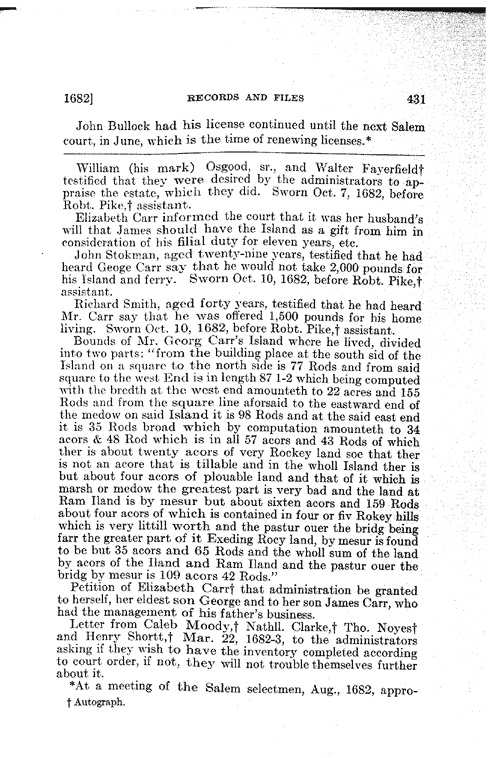 1682] RECORDS AND FILES 431
John Bullock had his license continued until the next Salem
court, in June, which is the time of renewing licenses.*
William (his mark) Osgood, sr., and Walter Fayerfield†
testified that they were desired by the administrators to ap-
praise the estate, which they did. Sworn Oct. 7, 1682, before
Robt. Pike,† assistant.
Elizabeth Carr informed the court that it was her husband's
will that James should have the Island as a gift from him in
consideration of his filial duty for eleven years, etc.
John Stokman, aged twenty-nine years, testified that he had
heard Geoge Carr say that he would not take 2,000 pounds for
his Island and ferry. Sworn Oct. 10, 1682, before Robt. Pike,†
assistant.
Richard Smith, aged forty years, testified that he had heard
Mr. Carr say that he was offered 1,500 pounds for his home
living. Sworn Oct. 10, 1682, before Robt. Pike,† assistant.
Bounds of Mr. Georg Carr's Island where he lived, divided
into two parts: "from the building place at the south sid of the
Island on a square to the north side is 77 Rods and from said
square to the west End is in length 87 1-2 which being computed
with the bredth at the west end amounteth to 22 acers and 155
Rods and from the square line aforsaid to the eastward end of
the medow on said Island it is 98 Rods and at the said east end
it is 35 Rods broad which by computation amounteth to 34
acors & 48 Rod which is in all 57 acors and 43 Rods of which
ther is about twenty acors of very Rockey land soe that ther
is not an acore that is tillable and in the wholl Island ther is
but about four acors of plouable land and that of it which is
marsh or medow the greatest part is very bad and the land at
Ram Iland is by mesur but about sixteen acors and 159 Rods
about four acors of which is contained in four or fiv Rokey hills
which is very littill worth and the pastur ouer the bridg being
farr the greater part of it Exeding Rocy land, by mesur is found
to be but 35 acors and 65 Rods and the wholl sum of the land
by acors of the Iland and Ram Iland and the pastur ouer the
bridg by mesur is 109 acors 42 Rods."
Petition of Elizabeth Carr† that administration be granted
to herself, her eldest son George and to her son James Carr, who
had the management of his father's business.
Letter from Caleb Moody,† Nathll. Clarke,† Tho. Noyes†
and Henry Shortt,† Mar. 22, 1682-3, to the administrators
asking if they wish to have the inventory completed according
to court order, if not, they will not trouble themselves further
about it.
*At a meeting of the Salem selectmen, Aug., 1682, appro-
† Autograph.